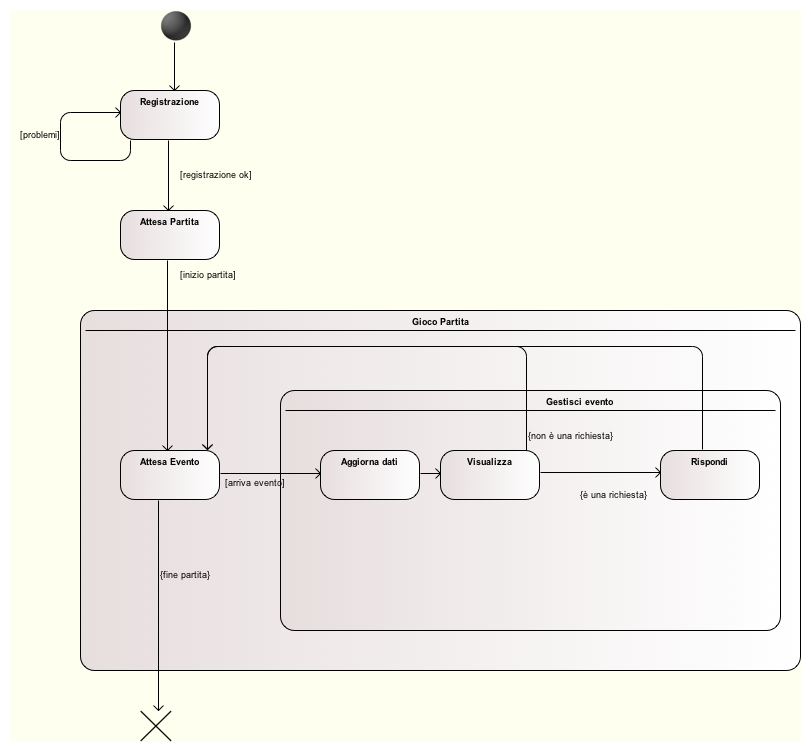 Registrazione
[problemi]
[registrazione ok]
Attesa Partita
[inizio partita]
Gioco Partita
Gestisci evento
{non è una richiesta}
Attesa Evento
Aggiorna dati
Visualizza
Rispondi
[arriva evento]
{è una richiesta}
{fine partita}